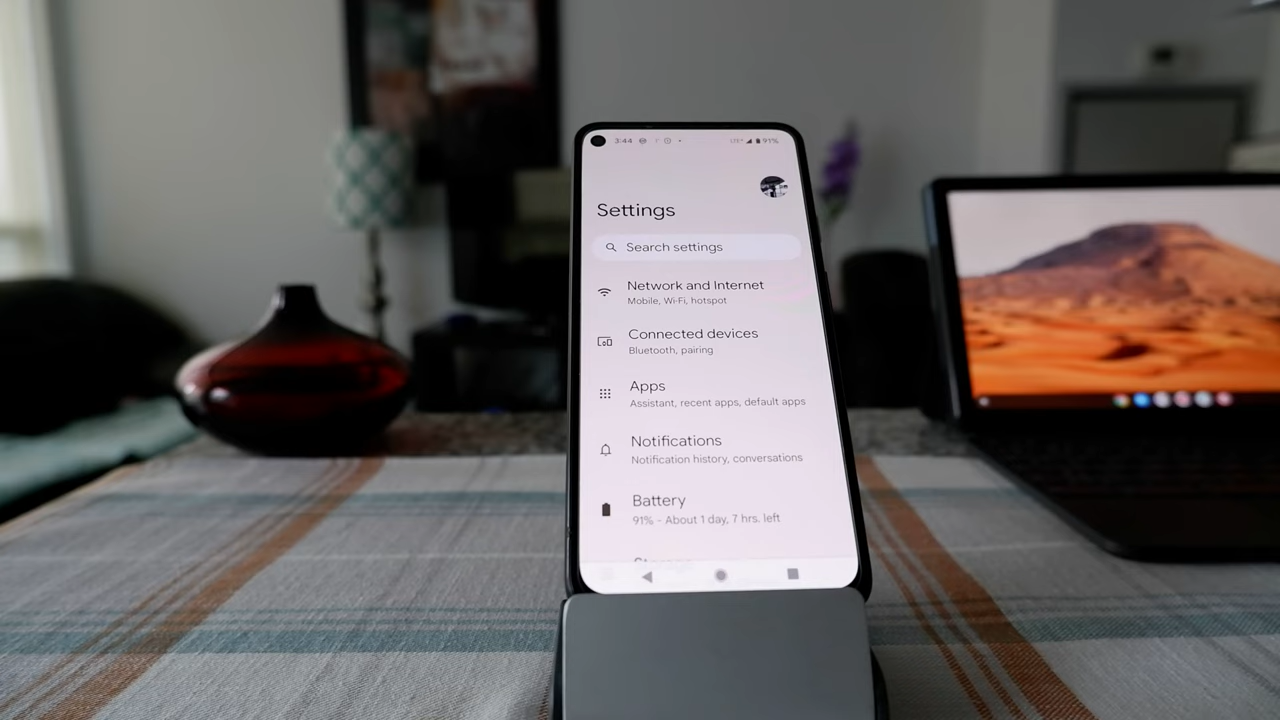 3:44
91%
Settings
Search settings
Network and Internet
Mobile, Wi-Fi, hotspot
Connected devices
Bluetooth, pairing
Apps
Assistant, recent apps, default apps
Notifications
Notification history, conversations
Battery
91% - About 1 day, 7 hrs. left